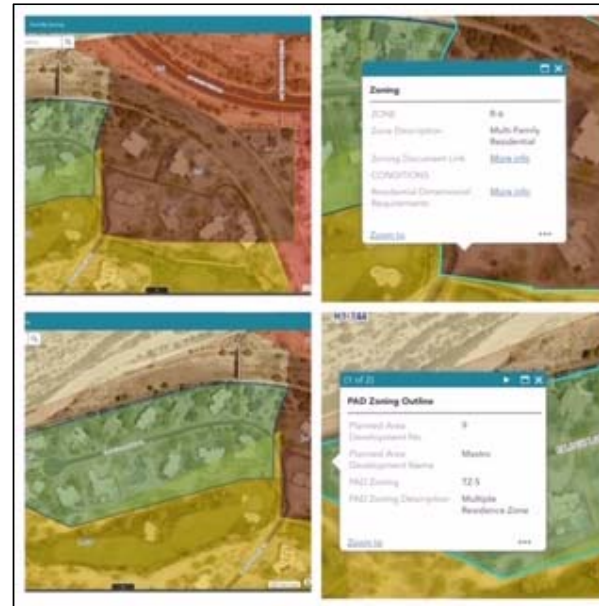 Zoning
ZONE R-6
Zone Description Multi Family
Residential
Zoning Document Link More info
CONDITIONS
Residential Dimensional More info
Requirements
Zoom to
(1 of 2)
PAD Zoning Outline
Planned Area 9
Development No.
Planned Area Mastro
Development Name
PAD Zoning TZ-5
PAD Zoning Description Multiple
Residence Zone
Zoom to